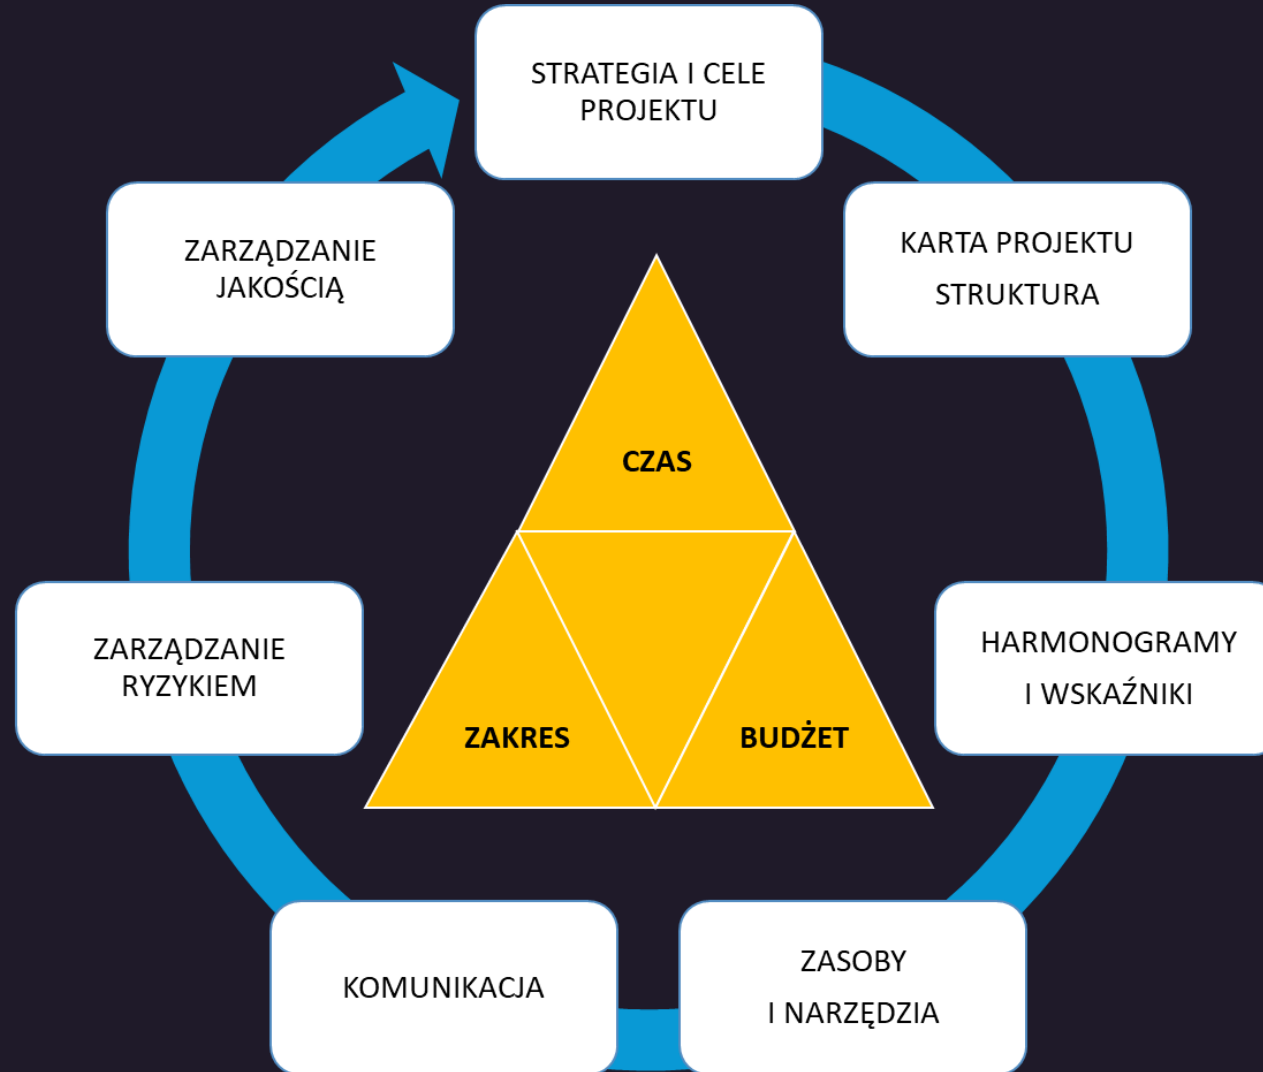 STRATEGIA I CELE
PROJEKTU
KARTA PROJEKTU
STRUKTURA
HARMONOGRAMY
I WSKAŹNIKI
ZASOBY
I NARZĘDZIA
KOMUNIKACJA
ZARZĄDZANIE
RYZYKIEM
ZARZĄDZANIE
JAKOŚCIĄ
CZAS
ZAKRES
BUDŻET